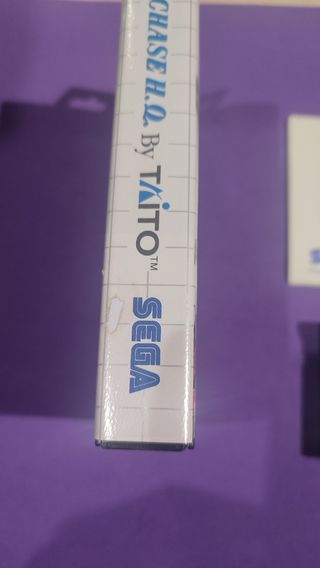 CHASE H.Q. By TAITO™
SEGA